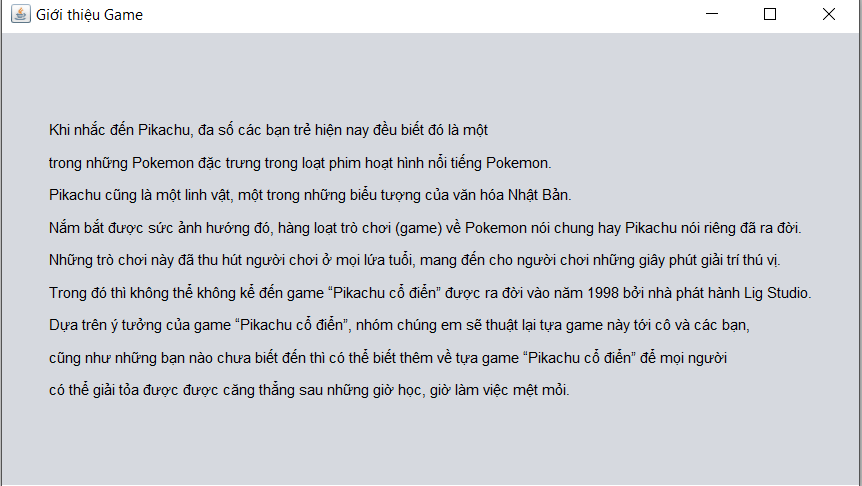 Giới thiệu Game
Khi nhắc đến Pikachu, đa số các bạn trẻ hiện nay đều biết đó là một
trong những Pokemon đặc trưng trong loạt phim hoạt hình nổi tiếng Pokemon.
Pikachu cũng là một linh vật, một trong những biểu tượng của văn hóa Nhật Bản.
Nắm bắt được sức ảnh hướng đó, hàng loạt trò chơi (game) về Pokemon nói chung hay Pikachu nói riêng đã ra đời.
Những trò chơi này đã thu hút người chơi ở mọi lứa tuổi, mang đến cho người chơi những giây phút giải trí thú vị.
Trong đó thì không thể không kể đến game “Pikachu cổ điển” được ra đời vào năm 1998 bởi nhà phát hành Lig Studio.
Dựa trên ý tưởng của game “Pikachu cổ điển”, nhóm chúng em sẽ thuật lại tựa game này tới cô và các bạn,
cũng như những bạn nào chưa biết đến thì có thể biết thêm về tựa game “Pikachu cổ điển” để mọi người
có thể giải tỏa được được căng thẳng sau những giờ học, giờ làm việc mệt mỏi.